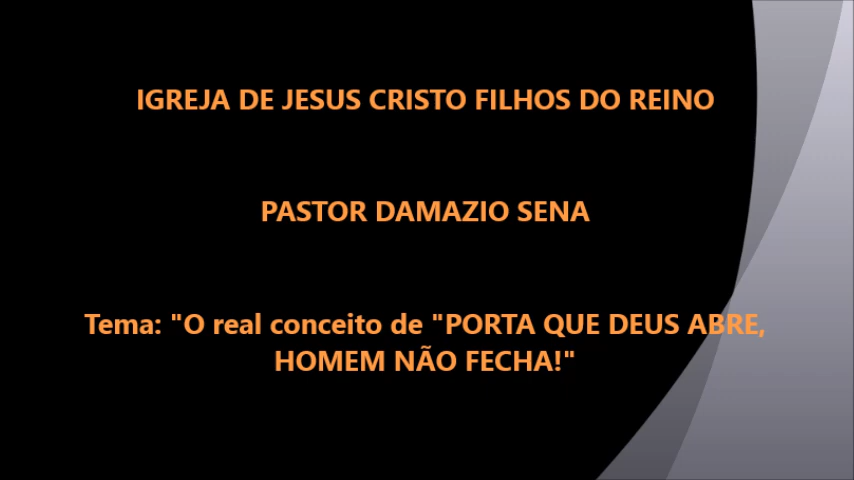 IGREJA DE JESUS CRISTO FILHOS DO REINO
PASTOR DAMAZIO SENA
Tema: "O real conceito de "PORTA QUE DEUS ABRE,
HOMEM NÃO FECHA!"